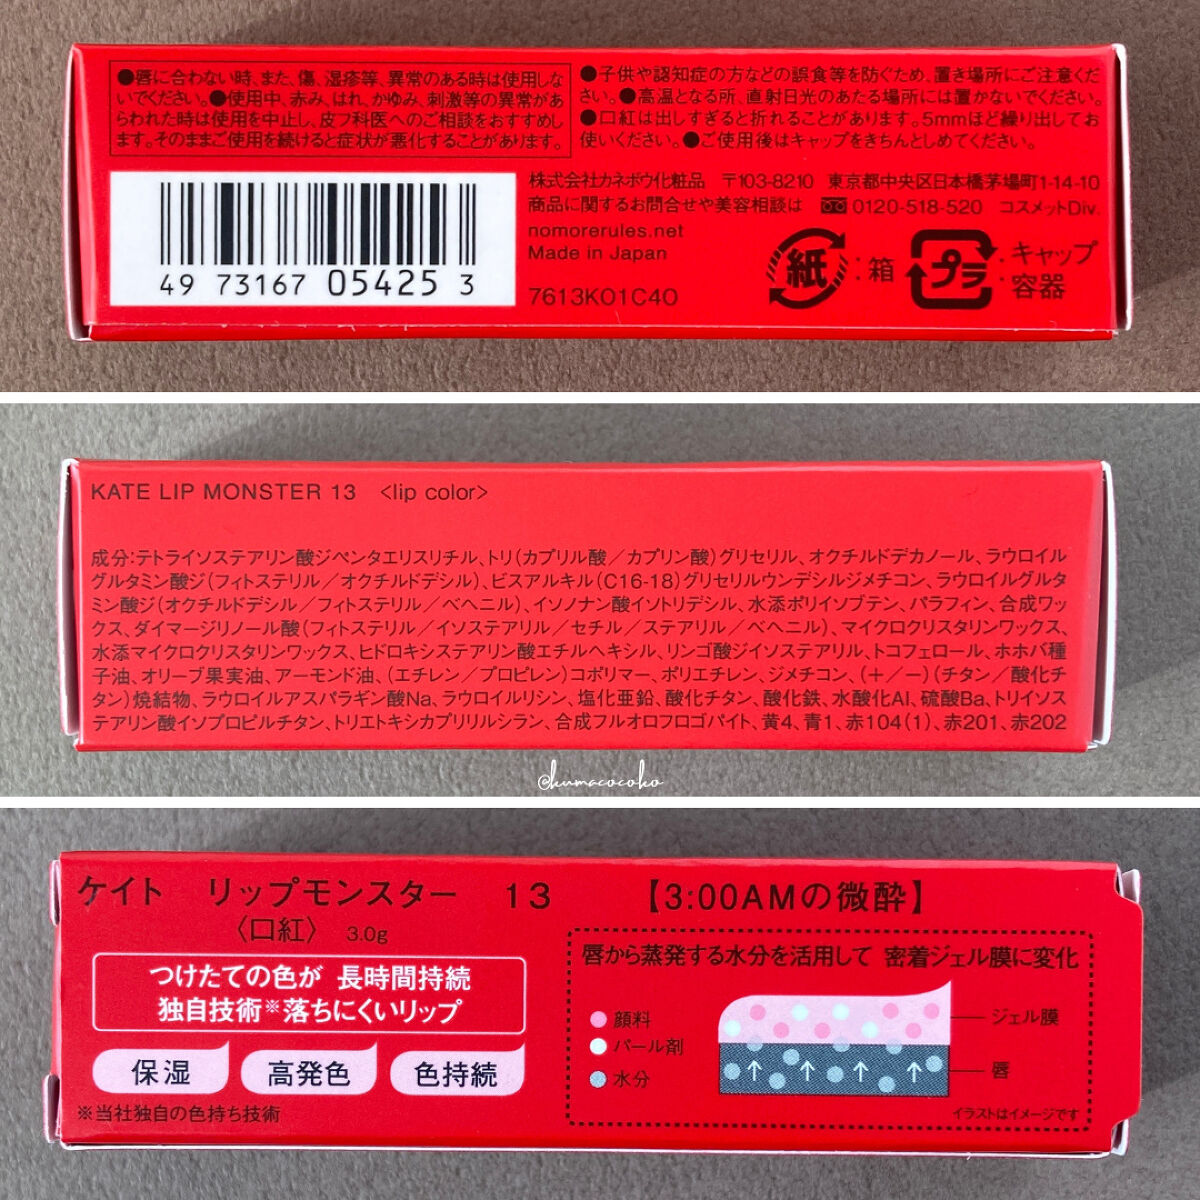 ●唇に合わない時、また、傷、湿疹等、異常のある時は使用しな
いでください。●使用中、赤み、はれ、かゆみ、刺激等の異常があ
らわれた時は使用を中止し、皮フ科医へのご相談をおすすめし
ます。そのままご使用を続けると症状が悪化することがあります。
●子供や認知症の方などの誤食等を防ぐため、置き場所にご注意くだ
さい。●高温となる所、直射日光のあたる場所には置かないでください。
●口紅は出しすぎると折れることがあります。5mmほど繰り出してお
使いください。●ご使用後はキャップをきちんとしめてください。
株式会社カネボウ化粧品 〒103-8210 東京都中央区日本橋茅場町1-14-10
商品に関するお問合せや美容相談は 0120-518-520 コスメットDiv.
nomorerules.net
Made in Japan
7613K01C40
紙:箱
プラ:キャップ
容器
49 73167 05425 3
KATE LIP MONSTER 13 <lip color>
成分:テトライソステアリン酸ジペンタエリスリチル、トリ(カプリル酸/カプリン酸)グリセリル、オクチルドデカノール、ラウロイル
グルタミン酸ジ(フィトステリル/オクチルドデシル)、ビスアルキル(C16-18)グリセリルウンデシルジメチコン、ラウロイルグルタ
ミン酸ジ(オクチルドデシル/フィトステリル/ベヘニル)、イソノナン酸イソトリデシル、水添ポリイソブテン、パラフィン、合成ワッ
クス、ダイマージリノール酸(フィトステリル/イソステアリル/セチル/ステアリル/ベヘニル)、マイクロクリスタリンワックス、
水添マイクロクリスタリンワックス、ヒドロキシステアリン酸エチルヘキシル、リンゴ酸ジイソステアリル、トコフェロール、ホホバ種
子油、オリーブ果実油、アーモンド油、(エチレン/プロピレン)コポリマー、ポリエチレン、ジメチコン、(+/-)(チタン/酸化チ
タン)焼結物、ラウロイルアスパラギン酸Na、ラウロイルリシン、塩化亜鉛、酸化チタン、酸化鉄、水酸化Al、硫酸Ba、トリイソス
テアリン酸イソプロピルチタン、トリエトキシカプリリルシラン、合成フルオロフロゴパイト、黄4、青1、赤104(1)、赤201、赤202
@kumacocoko
ケイト リップモンスター 13 【3:00AMの微酔】
〈口紅〉 3.0g
つけたての色が 長時間持続
独自技術※落ちにくいリップ
保湿 高発色 色持続
※当社独自の色持ち技術
唇から蒸発する水分を活用して 密着ジェル膜に変化
●顔料
●パール剤
●水分
ジェル膜
唇
イラストはイメージです